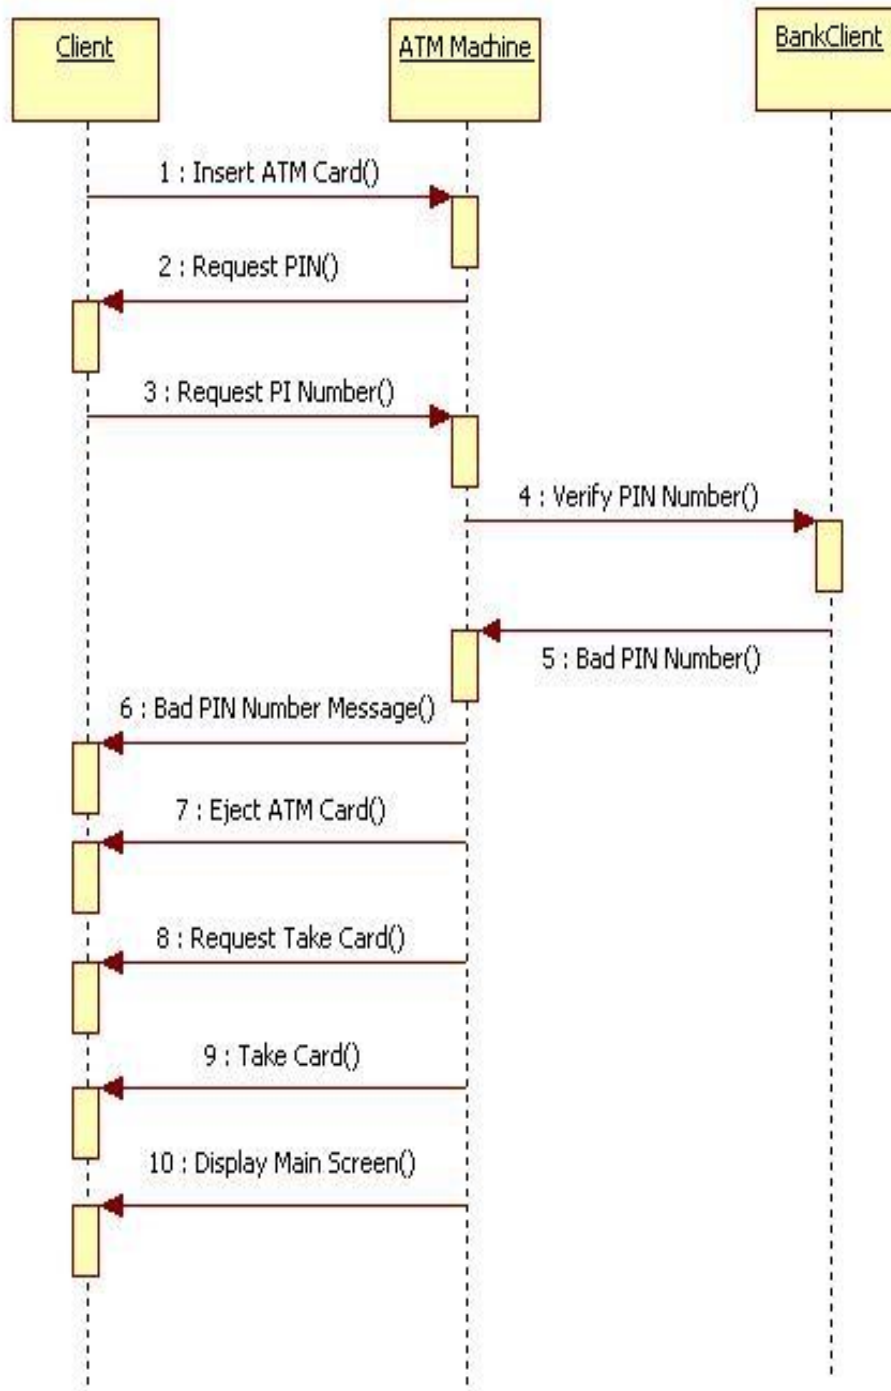 Client
ATM Machine
BankClient
1 : Insert ATM Card()
2 : Request PIN()
3 : Request PI Number()
4 : Verify PIN Number()
5 : Bad PIN Number()
6 : Bad PIN Number Message()
7 : Eject ATM Card()
8 : Request Take Card()
9 : Take Card()
10 : Display Main Screen()